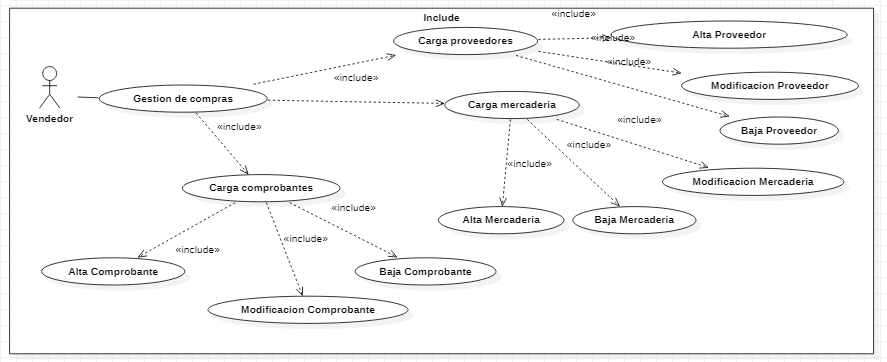 Include
«include»
Carga proveedores
Alta Proveedor
«include»
«include»
«include»
Modificacion Proveedor
Gestion de compras
Carga mercaderia
Vendedor
«include»
«include»
Baja Proveedor
«include»
«include»
Carga comprobantes
Modificacion Mercaderia
«include»
Alta Mercaderia
Baja Mercaderia
«include»
«include»
Alta Comprobante
Baja Comprobante
Modificacion Comprobante